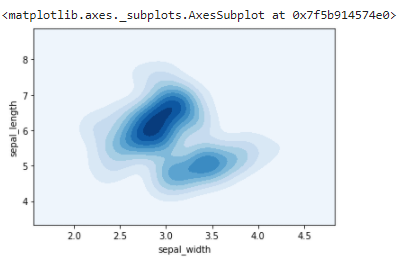 <matplotlib.axes._subplots.AxesSubplot at 0x7f5b914574e0>
8
7
6
5
4
sepal_length
2.0 2.5 3.0 3.5 4.0 4.5
sepal_width